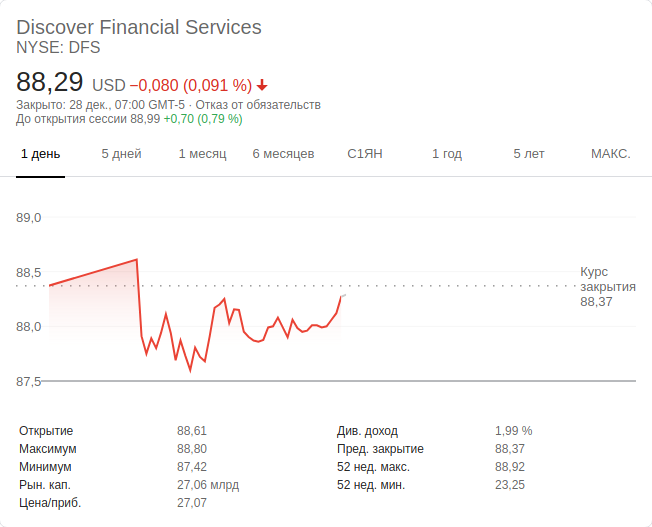 Discover Financial Services
NYSE: DFS
88,29 USD −0,080 (0,091 %)
Закрыто: 28 дек., 07:00 GMT-5 · Отказ от обязательств
До открытия сессии 88,99 +0,70 (0,79 %)
1 день 5 дней 1 месяц 6 месяцев С1ЯН 1 год 5 лет МАКС.
89,0
88,5
88,0
87,5
Курс
закрытия
88,37
Открытие 88,61 Див. доход 1,99 %
Максимум 88,80 Пред. закрытие 88,37
Минимум 87,42 52 нед. макс. 88,92
Рын. кап. 27,06 млрд 52 нед. мин. 23,25
Цена/приб. 27,07